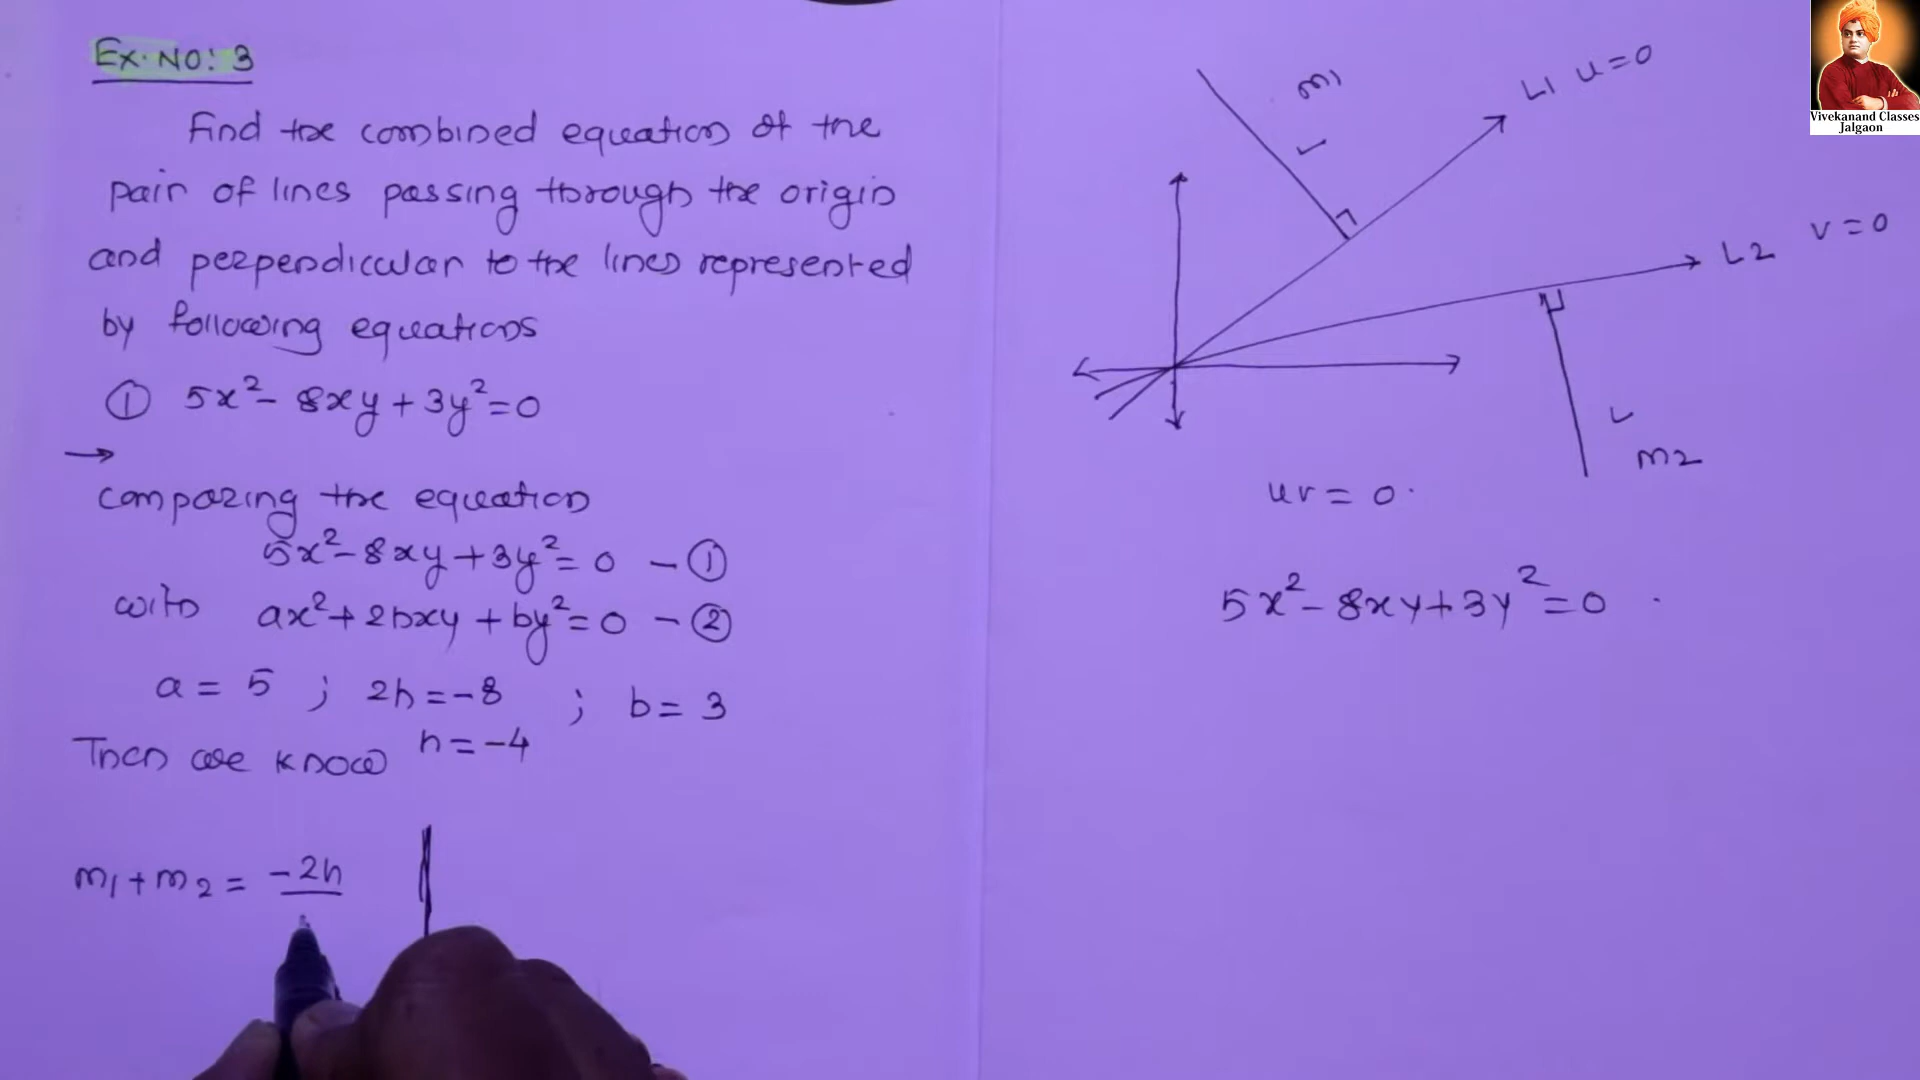 Ex. NO: 3
Find the combined equation of the
pair of lines passing through the origin
and perpendicular to the lines represented
by following equations
① 5x²- 8xy + 3y² = 0
→
comparing the equation
5x²- 8xy + 3y² = 0 - ①
with ax² + 2hxy + by² = 0 - ②
a = 5 ; 2h = -8 ; b = 3
Then we know h = -4
m₁ + m₂ = -2h
m₁
L1 u = 0
L2 v = 0
m2
uv = 0.
5x² - 8xy + 3y² = 0
Vivekanand Classes
Jalgaon